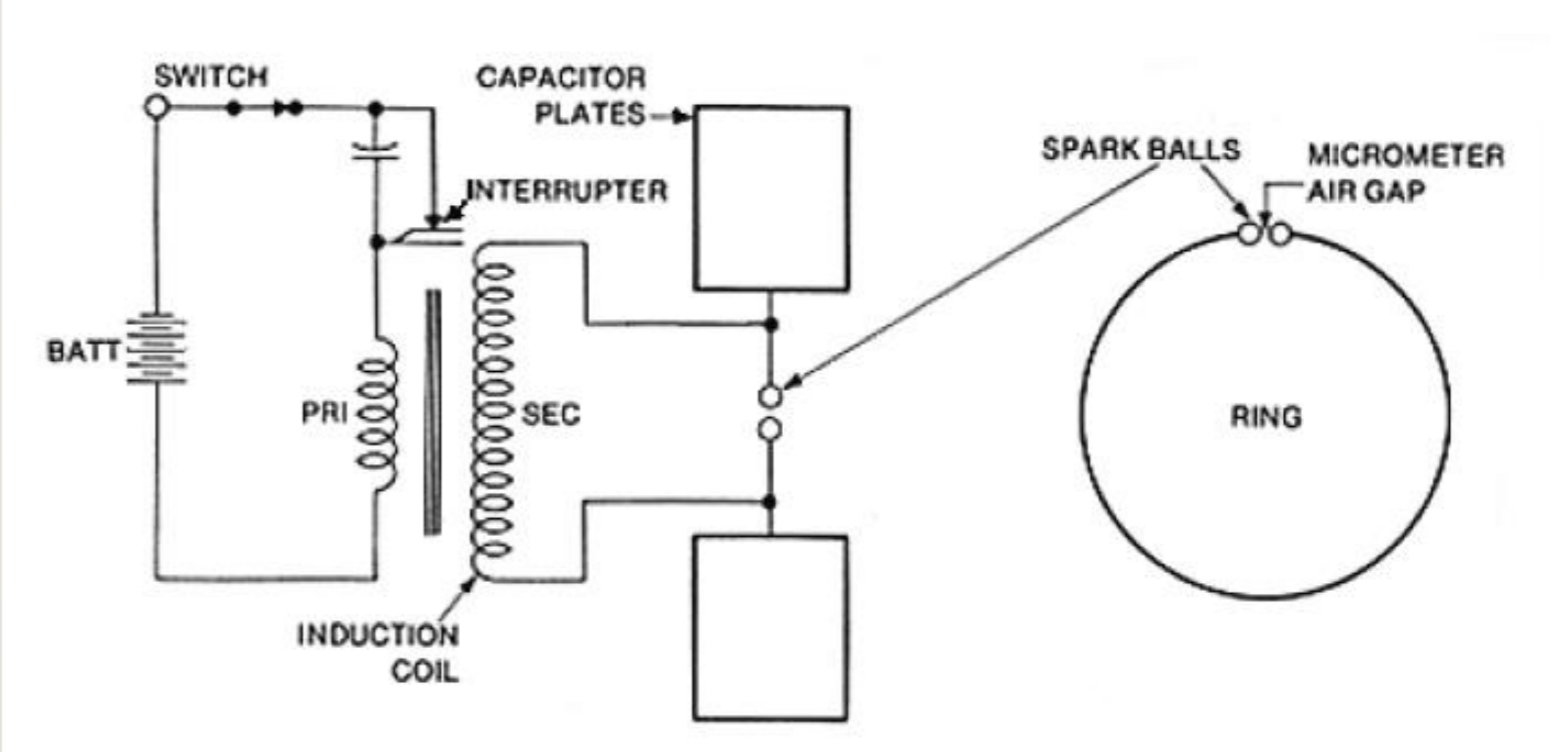 SWITCH
CAPACITOR
PLATES
SPARK BALLS
MICROMETER
AIR GAP
INTERRUPTER
BATT
PRI
SEC
RING
INDUCTION
COIL